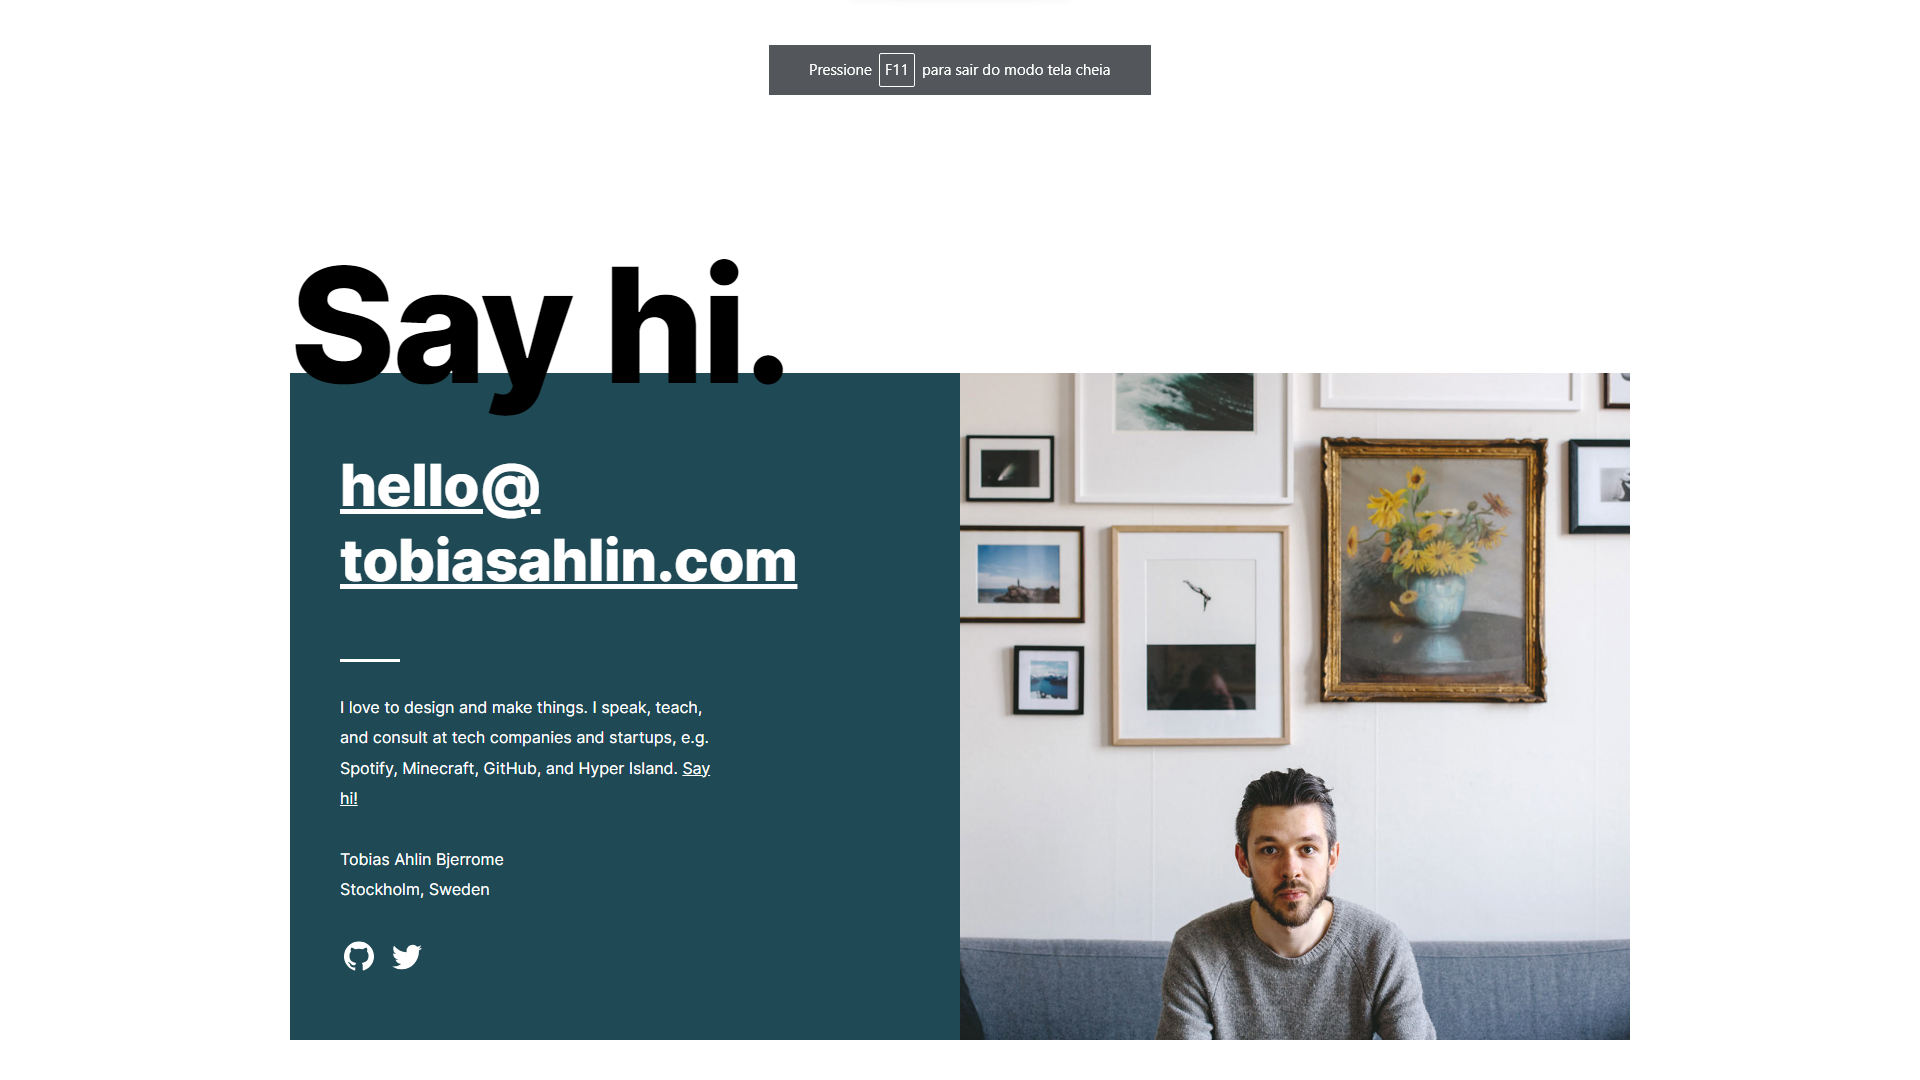 Pressione F11 para sair do modo tela cheia
Say hi.
hello@
tobiasahlin.com
I love to design and make things. I speak, teach,
and consult at tech companies and startups, e.g.
Spotify, Minecraft, GitHub, and Hyper Island. Say
hi!
Tobias Ahlin Bjerrome
Stockholm, Sweden